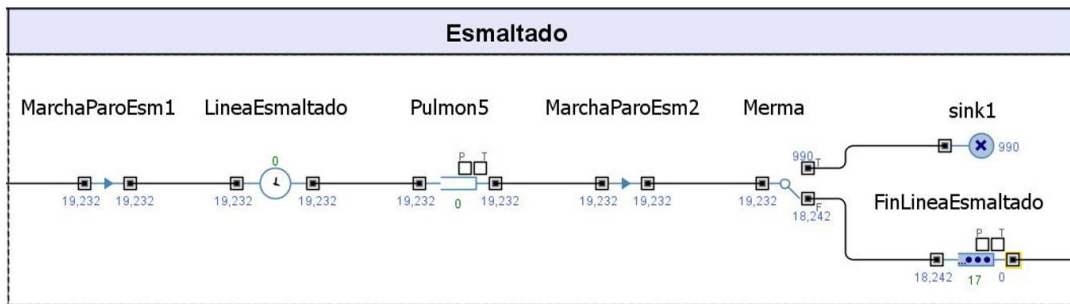 Esmaltado
MarchaParoEsm1 LineaEsmaltado Pulmon5 MarchaParoEsm2 Merma sink1
990 T 990
0 P T
19,232 19,232 19,232 19,232 19,232 0 19,232 19,232 19,232 19,232 F
18,242
FinLineaEsmaltado
P T
18,242 17 0